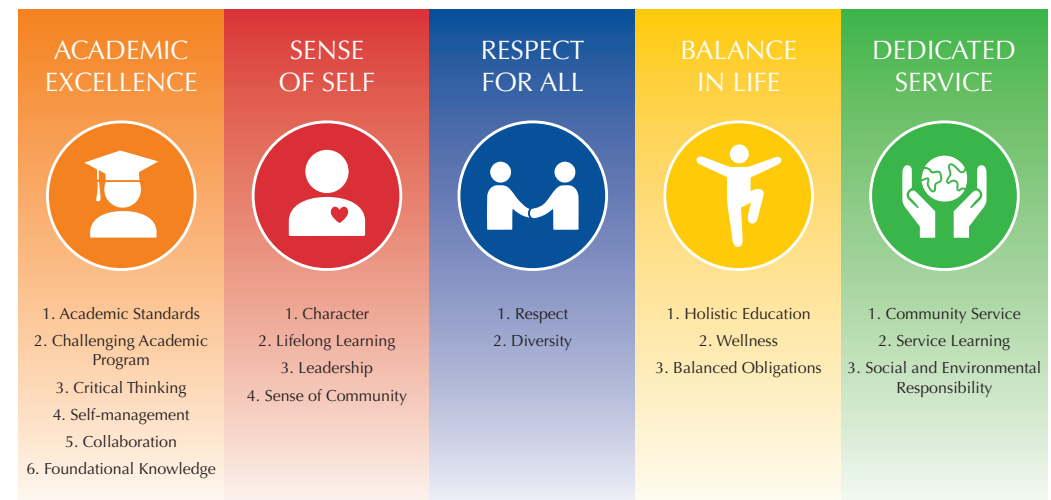 ACADEMIC
EXCELLENCE
1. Academic Standards
2. Challenging Academic
Program
3. Critical Thinking
4. Self-management
5. Collaboration
6. Foundational Knowledge
SENSE
OF SELF
1. Character
2. Lifelong Learning
3. Leadership
4. Sense of Community
RESPECT
FOR ALL
1. Respect
2. Diversity
BALANCE
IN LIFE
1. Holistic Education
2. Wellness
3. Balanced Obligations
DEDICATED
SERVICE
1. Community Service
2. Service Learning
3. Social and Environmental
Responsibility